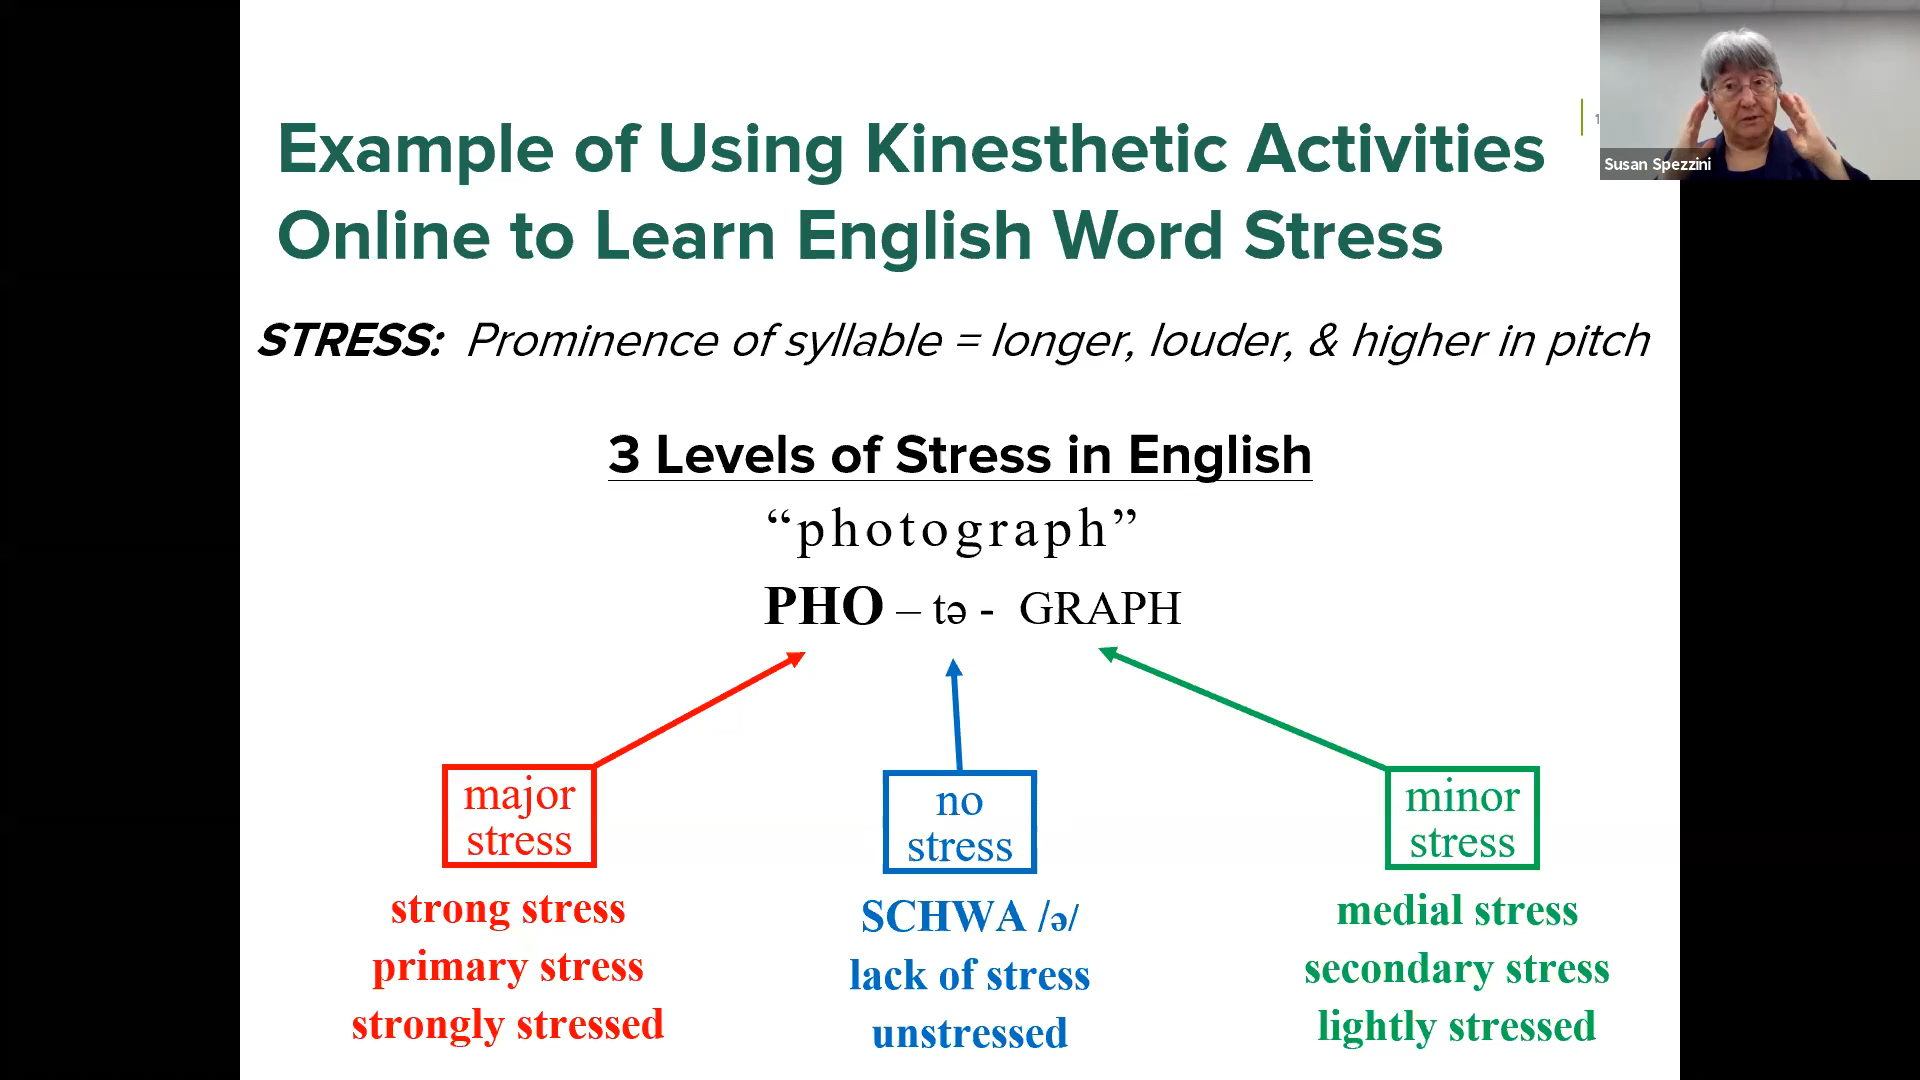 Example of Using Kinesthetic Activities
Online to Learn English Word Stress
Susan Spezzini
STRESS: Prominence of syllable = longer, louder, & higher in pitch
3 Levels of Stress in English
“photograph”
PHO – tə - GRAPH
major
stress
strong stress
primary stress
strongly stressed
no
stress
SCHWA /ə/
lack of stress
unstressed
minor
stress
medial stress
secondary stress
lightly stressed